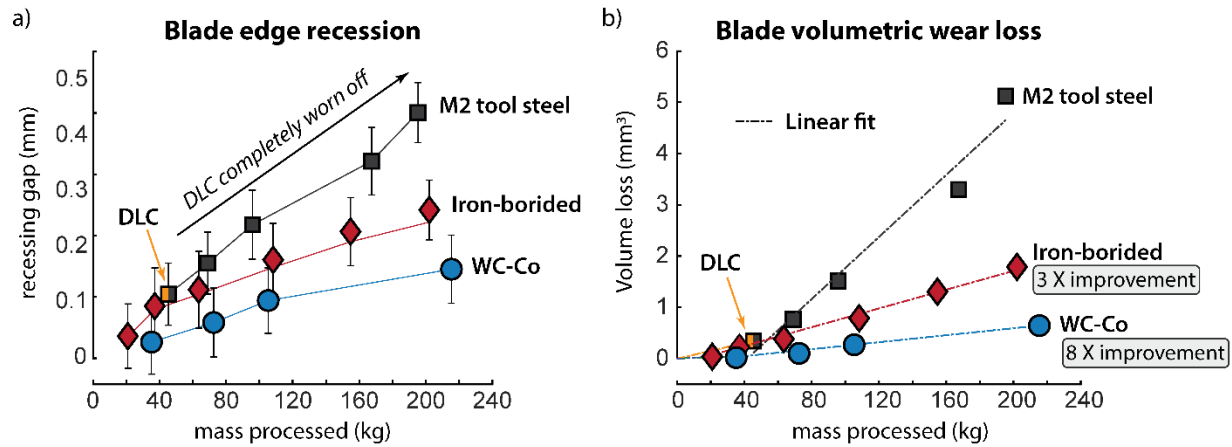 a)
Blade edge recession
recessing gap (mm)
0.5
0.4
0.3
0.2
0.1
0
DLC completely worn off
M2 tool steel
DLC
Iron-borided
WC-Co
0 40 80 120 160 200 240
mass processed (kg)
b)
Blade volumetric wear loss
Volume loss (mm³)
6
5
4
3
2
1
0
M2 tool steel
Linear fit
DLC
Iron-borided
3 X improvement
WC-Co
8 X improvement
0 40 80 120 160 200 240
mass processed (kg)